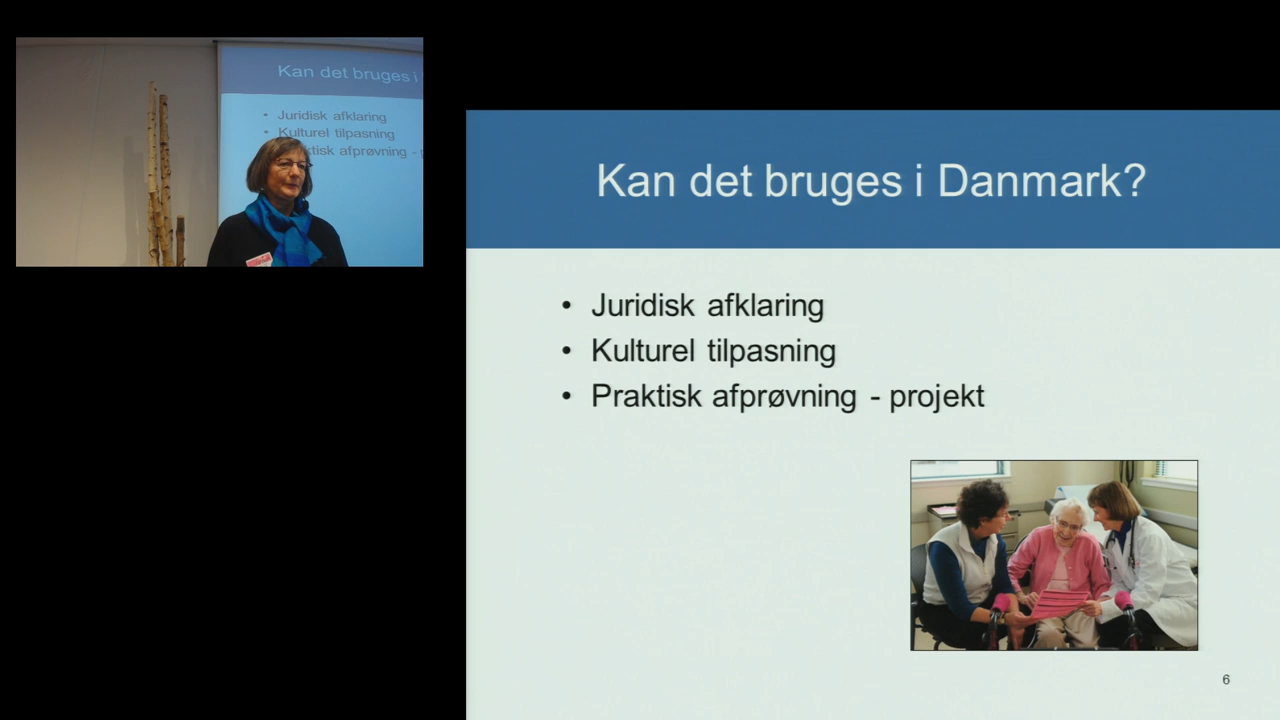 Kan det bruges i
• Juridisk afklaring
• Kulturel tilpasning
ktisk afprøvning -
Kan det bruges i Danmark?
• Juridisk afklaring
• Kulturel tilpasning
• Praktisk afprøvning - projekt
6